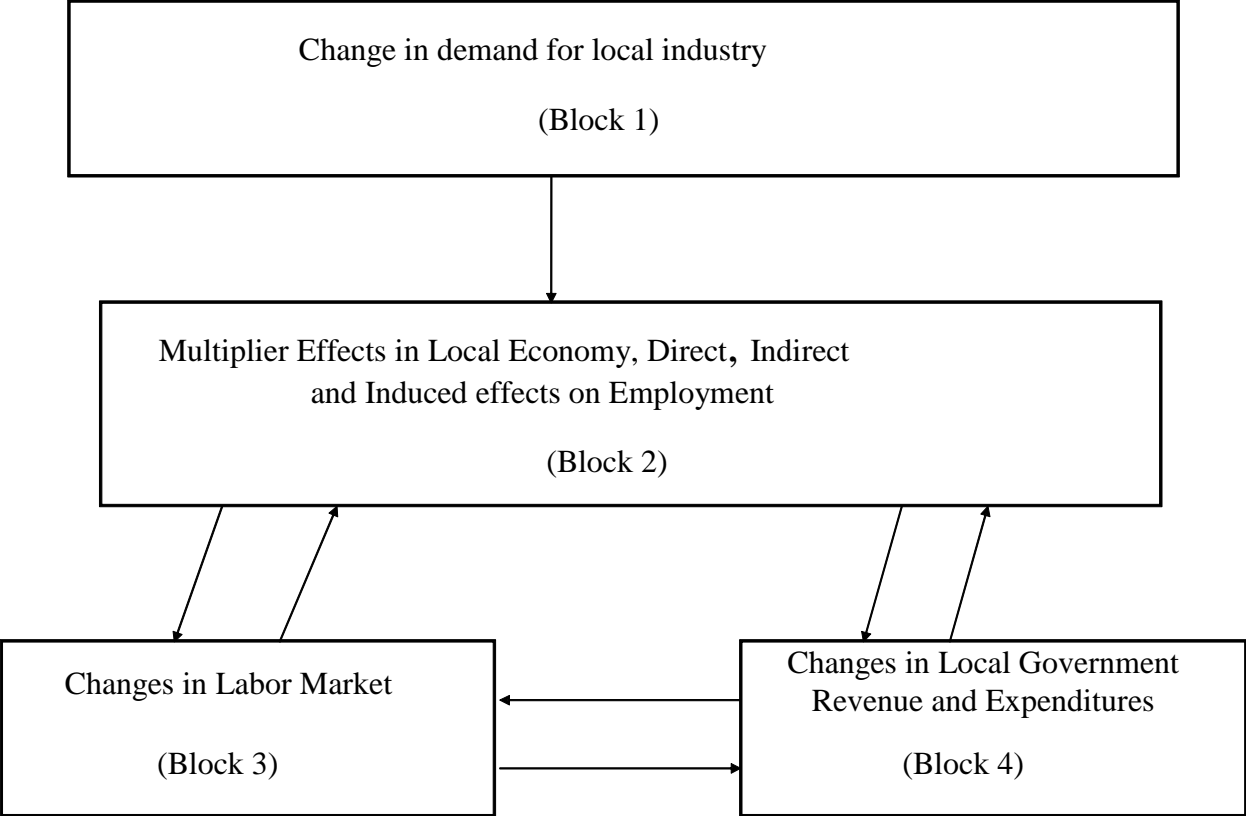 Change in demand for local industry
(Block 1)
Multiplier Effects in Local Economy, Direct, Indirect
and Induced effects on Employment
(Block 2)
Changes in Labor Market
(Block 3)
Changes in Local Government
Revenue and Expenditures
(Block 4)